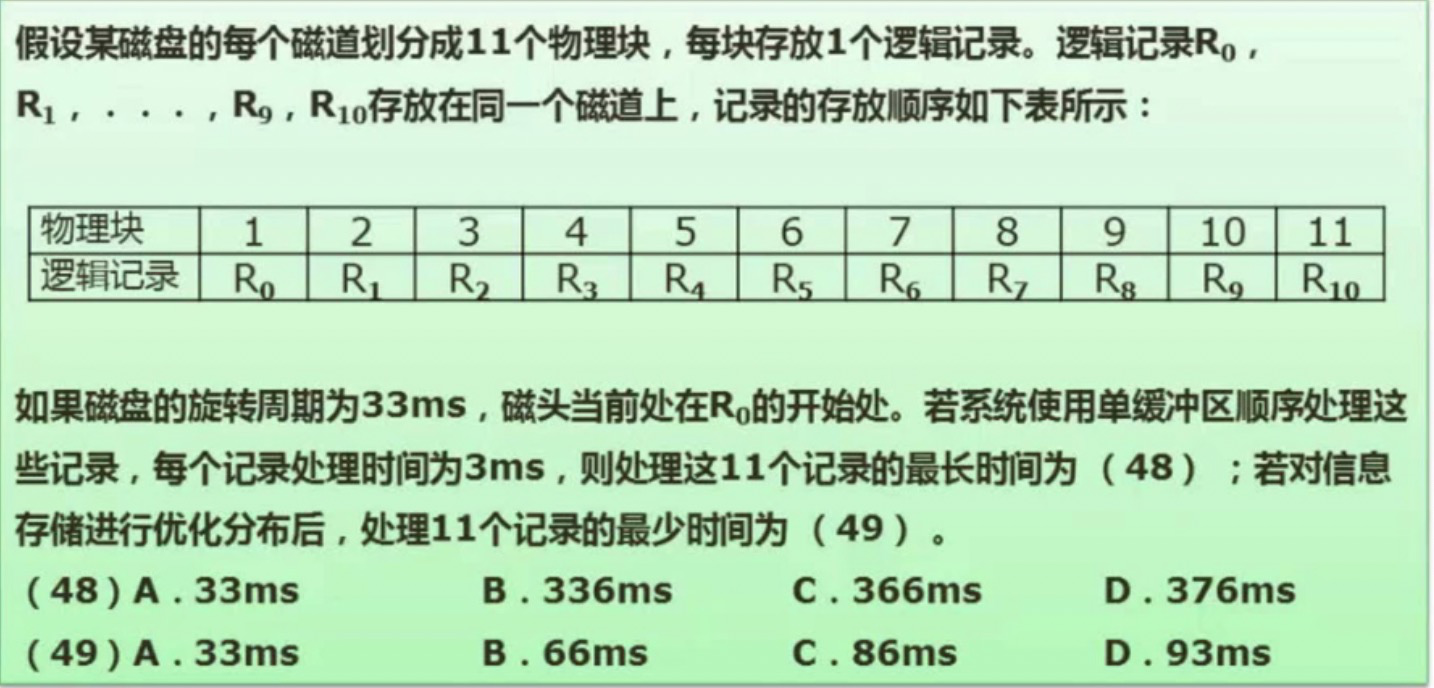 假设某磁盘的每个磁道划分成11个物理块，每块存放1个逻辑记录。逻辑记录R₀，
R₁，．．．，R₉，R₁₀存放在同一个磁道上，记录的存放顺序如下表所示：
物理块 1 2 3 4 5 6 7 8 9 10 11
逻辑记录 R₀ R₁ R₂ R₃ R₄ R₅ R₆ R₇ R₈ R₉ R₁₀
如果磁盘的旋转周期为33ms，磁头当前处在R₀的开始处。若系统使用单缓冲区顺序处理这
些记录，每个记录处理时间为3ms，则处理这11个记录的最长时间为（48）；若对信息
存储进行优化分布后，处理11个记录的最少时间为（49）。
（48）A．33ms B．336ms C．366ms D．376ms
（49）A．33ms B．66ms C．86ms D．93ms